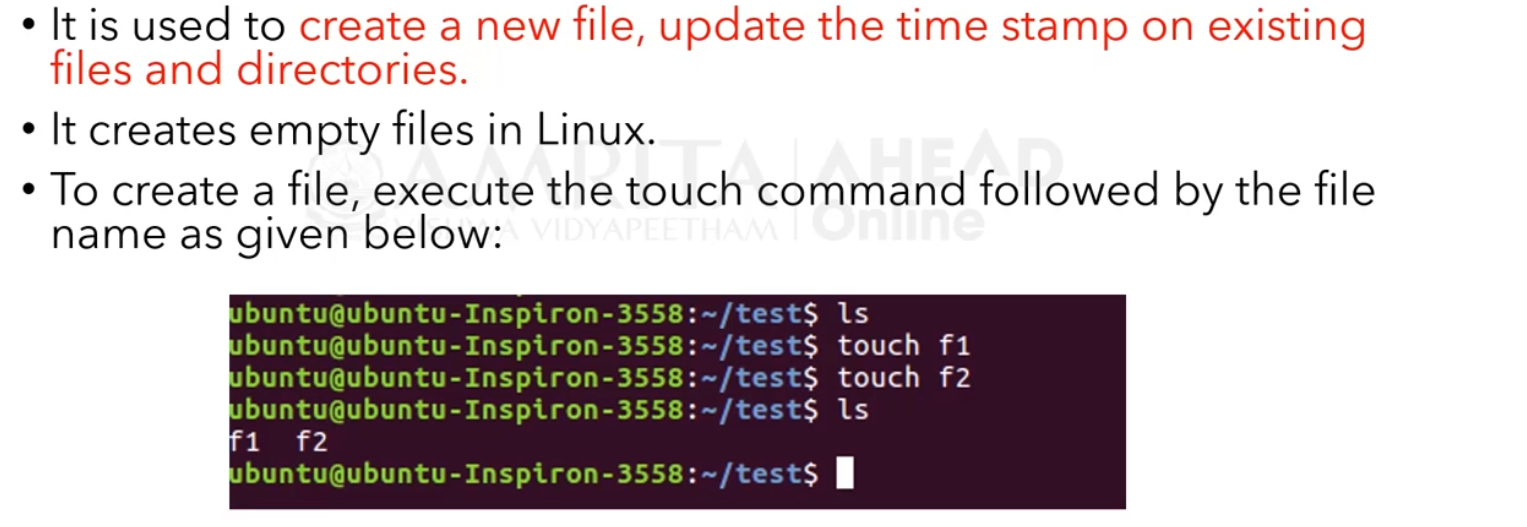 • It is used to create a new file, update the time stamp on existing
files and directories.
• It creates empty files in Linux.
• To create a file, execute the touch command followed by the file
name as given below:
AMRITA | AHEAD
VISHWA VIDYAPEETHAM | Online
ubuntu@ubuntu-Inspiron-3558:~/test$ ls
ubuntu@ubuntu-Inspiron-3558:~/test$ touch f1
ubuntu@ubuntu-Inspiron-3558:~/test$ touch f2
ubuntu@ubuntu-Inspiron-3558:~/test$ ls
f1  f2
ubuntu@ubuntu-Inspiron-3558:~/test$